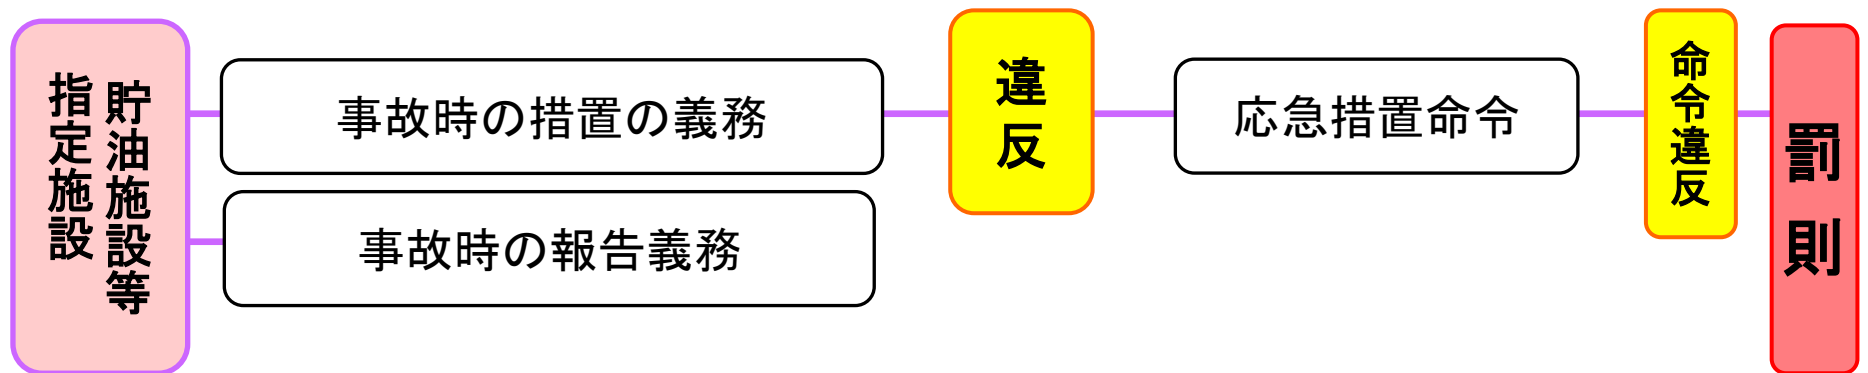 貯油施設等
指定施設
事故時の措置の義務
事故時の報告義務
違反
応急措置命令
命令違反
罰則